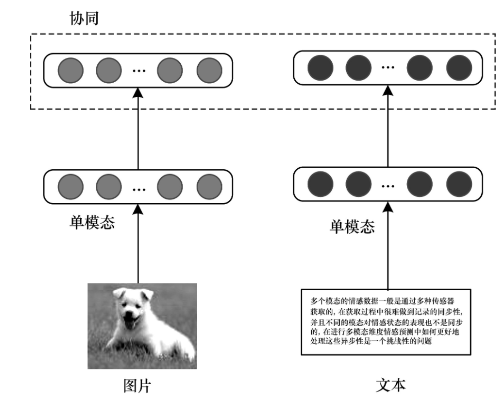 协同
...
...
...
...
单模态
单模态
多个模态的情感数据一般是通过多种传感器
获取的, 在获取过程中很难做到记录的同步性,
并且不同的模态对情感状态的表现也不是同步
的, 在进行多模态维度情感预测中如何更好地
处理这些异步性是一个挑战性的问题
图片
文本